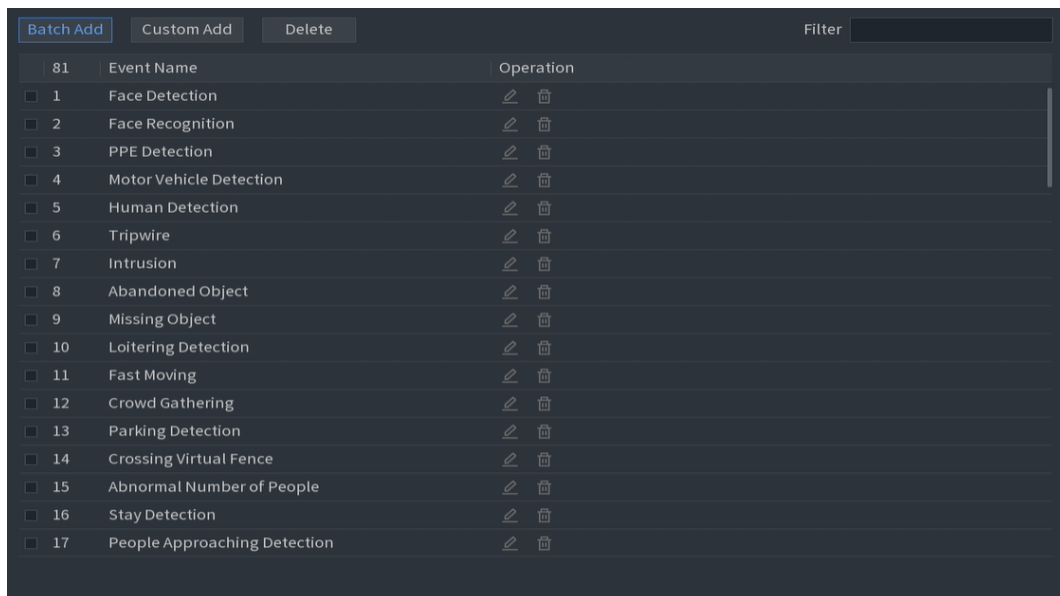 Batch Add Custom Add Delete Filter
81 Event Name Operation
1 Face Detection
2 Face Recognition
3 PPE Detection
4 Motor Vehicle Detection
5 Human Detection
6 Tripwire
7 Intrusion
8 Abandoned Object
9 Missing Object
10 Loitering Detection
11 Fast Moving
12 Crowd Gathering
13 Parking Detection
14 Crossing Virtual Fence
15 Abnormal Number of People
16 Stay Detection
17 People Approaching Detection